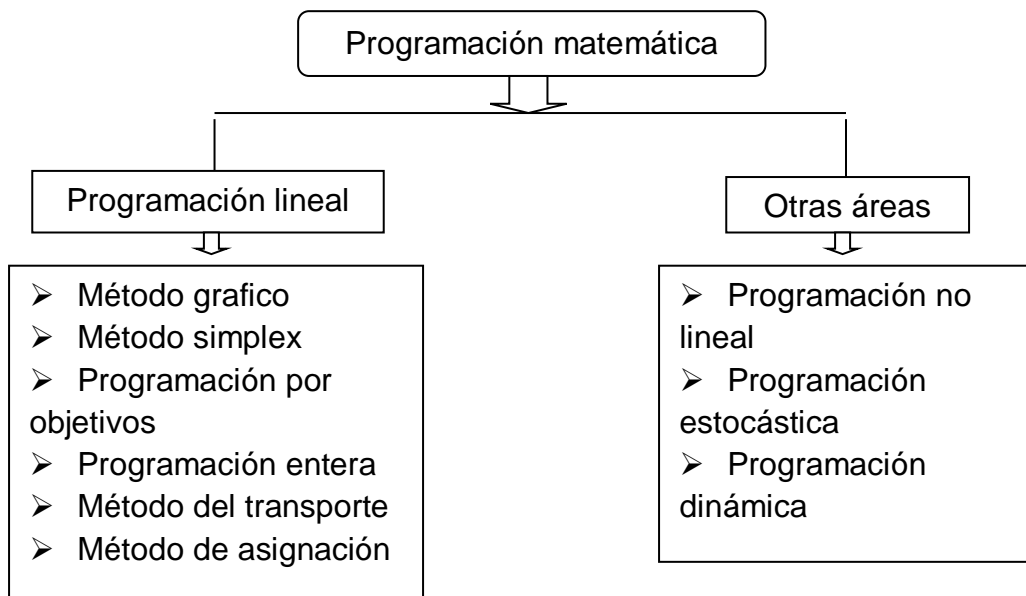 Programación matemática
Programación lineal
Otras áreas
➢ Método grafico
➢ Método simplex
➢ Programación por
objetivos
➢ Programación entera
➢ Método del transporte
➢ Método de asignación
➢ Programación no
lineal
➢ Programación
estocástica
➢ Programación
dinámica